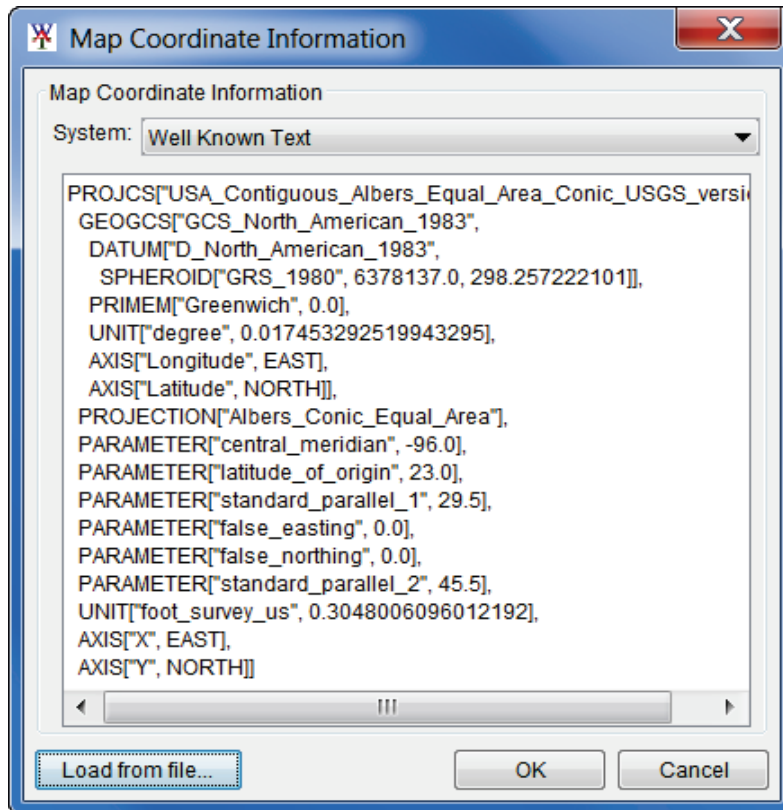 Map Coordinate Information
Map Coordinate Information
System: Well Known Text
PROJCS["USA_Contiguous_Albers_Equal_Area_Conic_USGS_versi
GEOGCS["GCS_North_American_1983",
DATUM["D_North_American_1983",
SPHEROID["GRS_1980", 6378137.0, 298.257222101]],
PRIMEM["Greenwich", 0.0],
UNIT["degree", 0.017453292519943295],
AXIS["Longitude", EAST],
AXIS["Latitude", NORTH]],
PROJECTION["Albers_Conic_Equal_Area"],
PARAMETER["central_meridian", -96.0],
PARAMETER["latitude_of_origin", 23.0],
PARAMETER["standard_parallel_1", 29.5],
PARAMETER["false_easting", 0.0],
PARAMETER["false_northing", 0.0],
PARAMETER["standard_parallel_2", 45.5],
UNIT["foot_survey_us", 0.3048006096012192],
AXIS["X", EAST],
AXIS["Y", NORTH]]
Load from file... OK Cancel